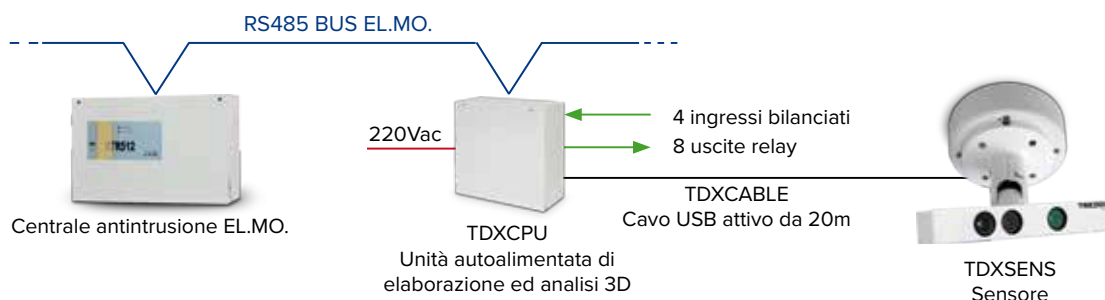 RS485 BUS EL.MO.
220Vac
4 ingressi bilanciati
8 uscite relay
TDXCABLE
Cavo USB attivo da 20m
Centrale antintrusione EL.MO.
TDXCPU
Unità autoalimentata di
elaborazione ed analisi 3D
TDXSENS
Sensore